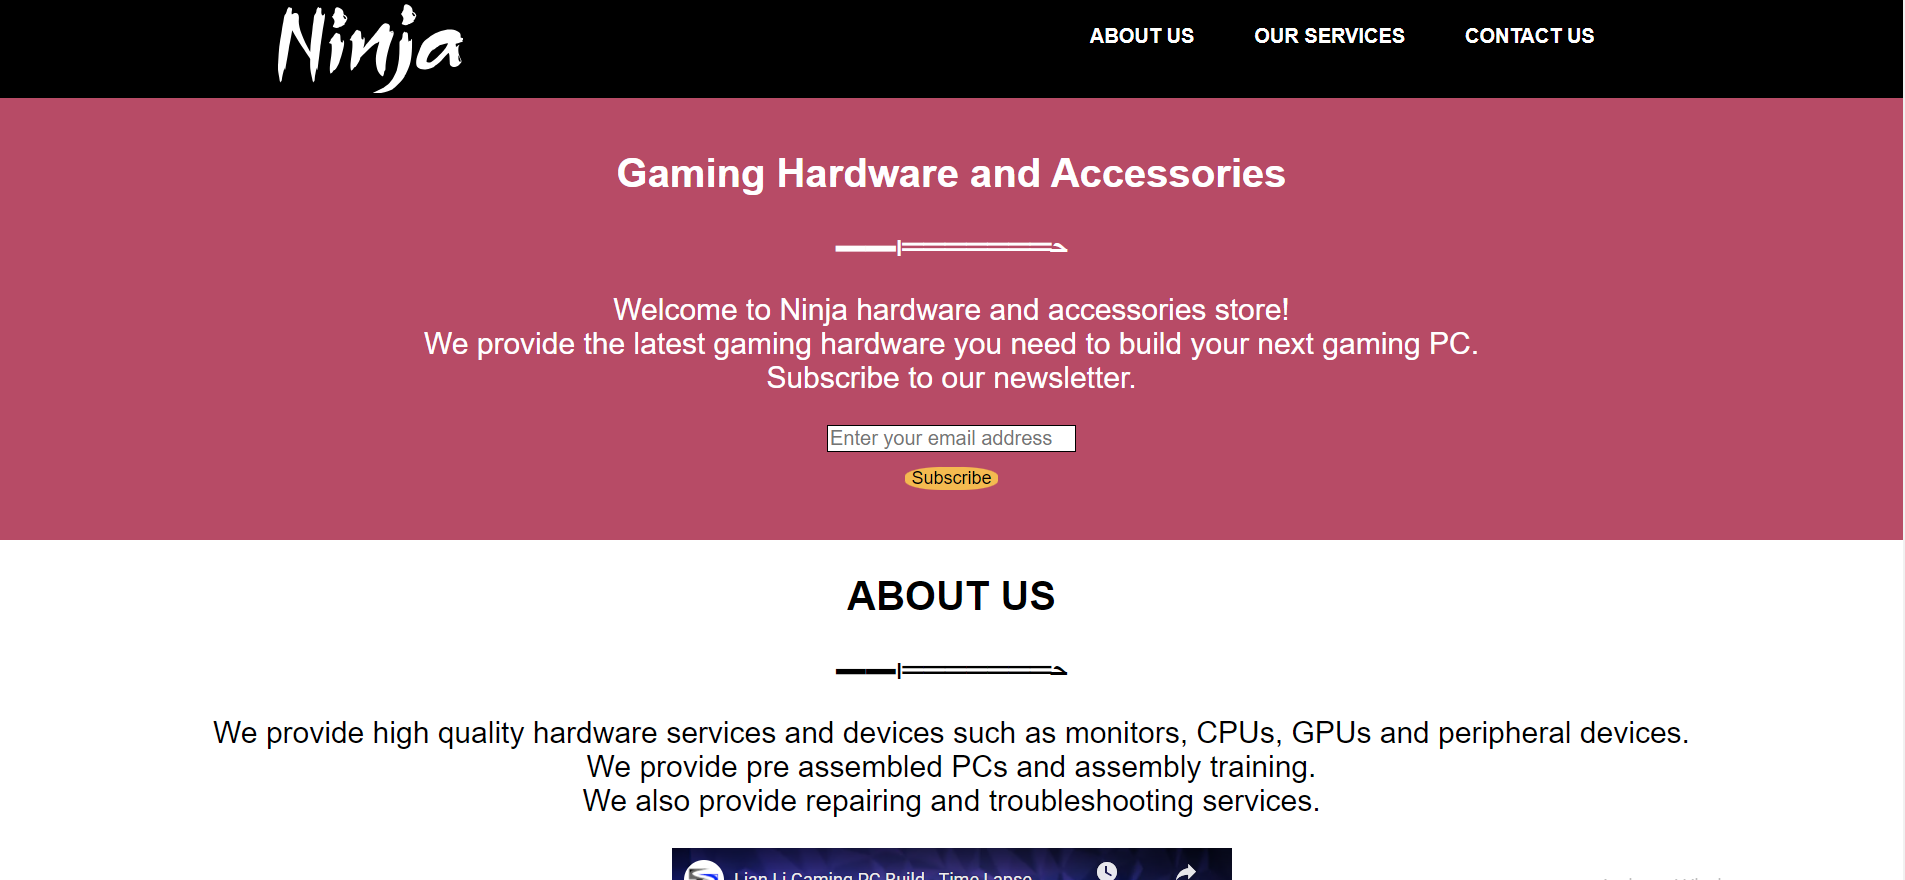 Ninja
ABOUT US
OUR SERVICES
CONTACT US
Gaming Hardware and Accessories
Welcome to Ninja hardware and accessories store!
We provide the latest gaming hardware you need to build your next gaming PC.
Subscribe to our newsletter.
Enter your email address
Subscribe
ABOUT US
We provide high quality hardware services and devices such as monitors, CPUs, GPUs and peripheral devices.
We provide pre assembled PCs and assembly training.
We also provide repairing and troubleshooting services.
Lian Li Gaming PC Build - Time Lapse